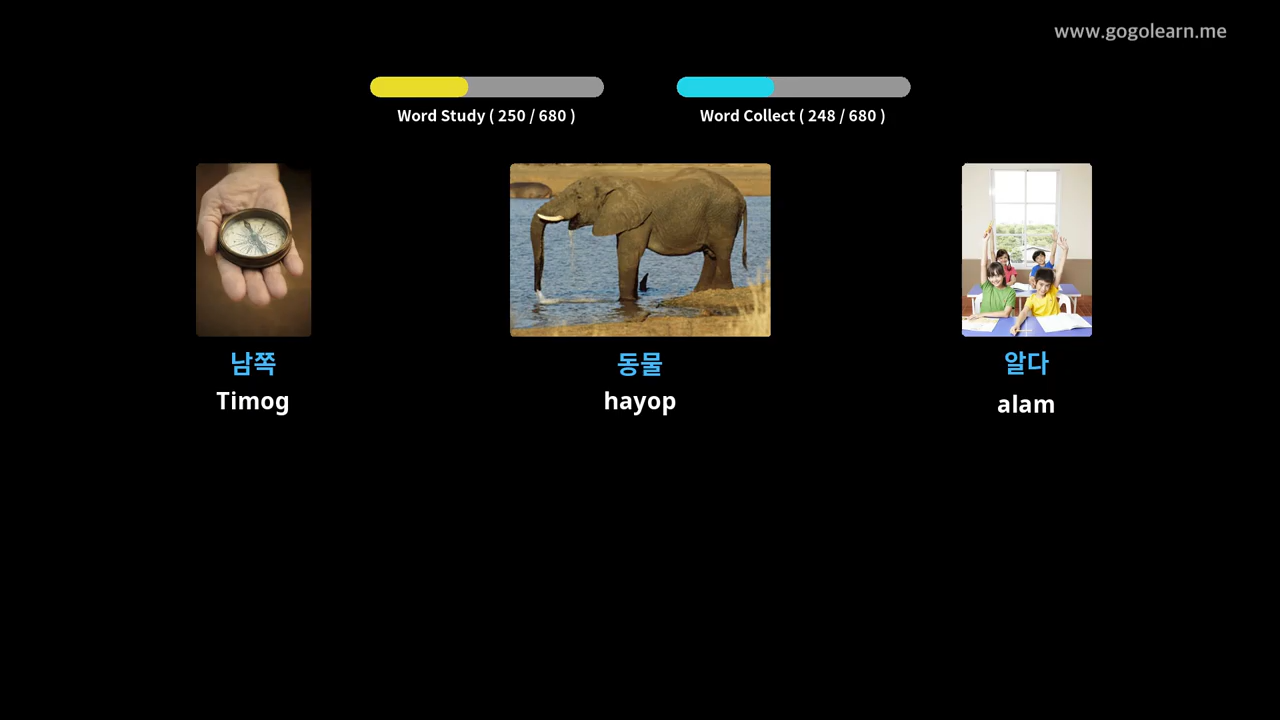 www.gogolearn.me
Word Study ( 250 / 680 )
Word Collect ( 248 / 680 )
남쪽
Timog
동물
hayop
알다
alam